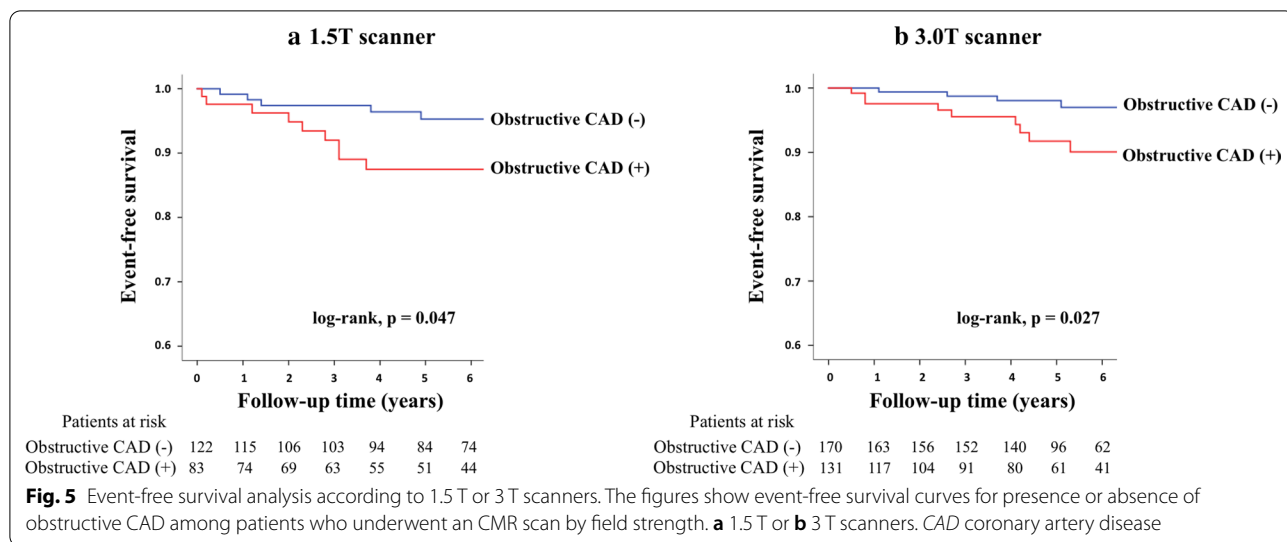 a 1.5T scanner
1.0
0.9
0.8
0.7
0.6
Event-free survival
Obstructive CAD (-)
Obstructive CAD (+)
log-rank, p = 0.047
0 1 2 3 4 5 6
Follow-up time (years)
Patients at risk
Obstructive CAD (-) 122 115 106 103 94 84 74
Obstructive CAD (+) 83 74 69 63 55 51 44
b 3.0T scanner
1.0
0.9
0.8
0.7
0.6
Event-free survival
Obstructive CAD (-)
Obstructive CAD (+)
log-rank, p = 0.027
0 1 2 3 4 5 6
Follow-up time (years)
Patients at risk
Obstructive CAD (-) 170 163 156 152 140 96 62
Obstructive CAD (+) 131 117 104 91 80 61 41
Fig. 5 Event-free survival analysis according to 1.5 T or 3 T scanners. The figures show event-free survival curves for presence or absence of
obstructive CAD among patients who underwent an CMR scan by field strength. a 1.5 T or b 3 T scanners. CAD coronary artery disease